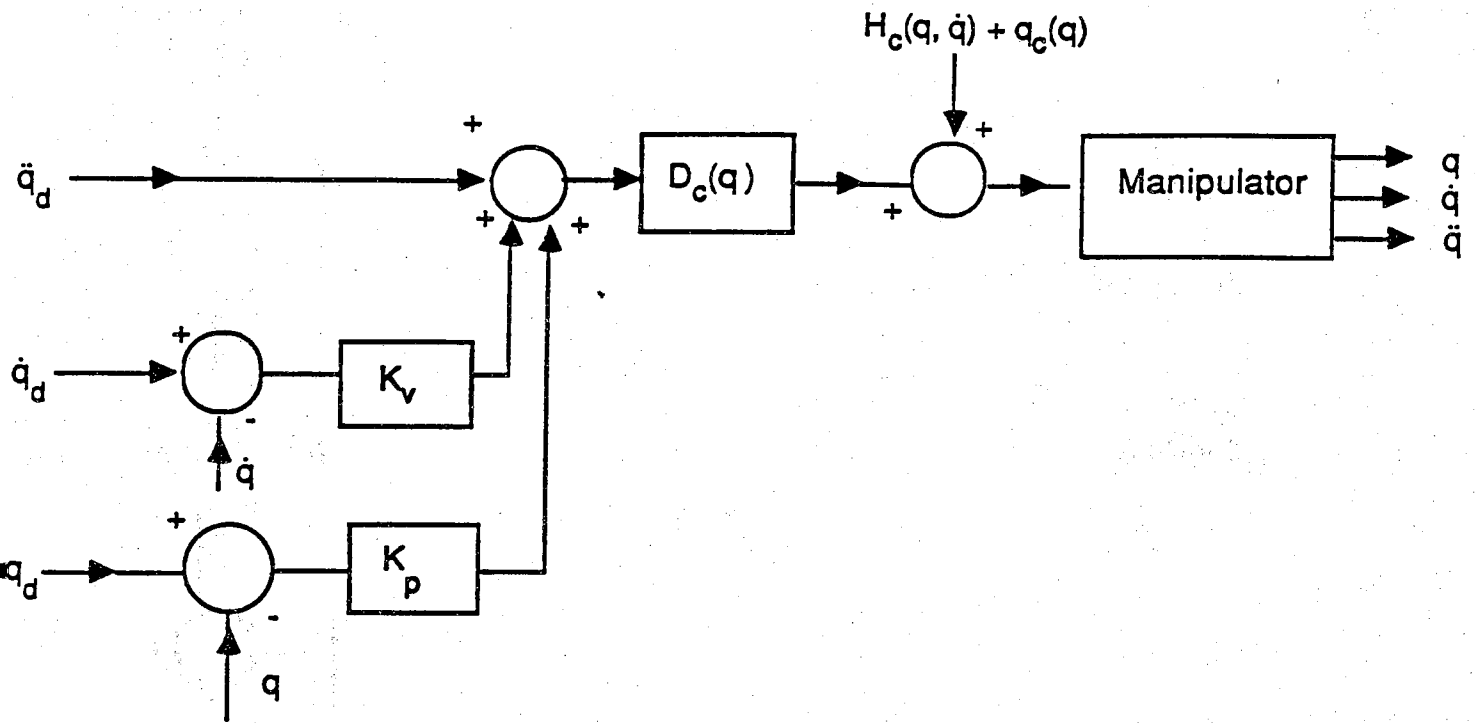 H_c(q, q̇) + q_c(q)
+
+
q̈_d
+
+
D_c(q)
+
Manipulator
q
q̇
q̈
+
q̇_d
K_v
-
q̇
+
q_d
K_p
-
q